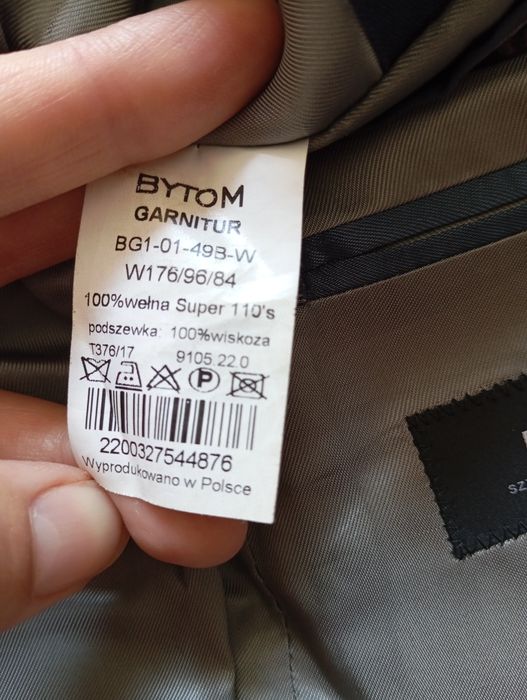 BYTOM
GARNITUR
BG1-01-49B-W
W176/96/84
100%wełna Super 110's
podszewka: 100%wiskoza
T376/17 9105.22.0
P
2200327544876
Wyprodukowano w Polsce